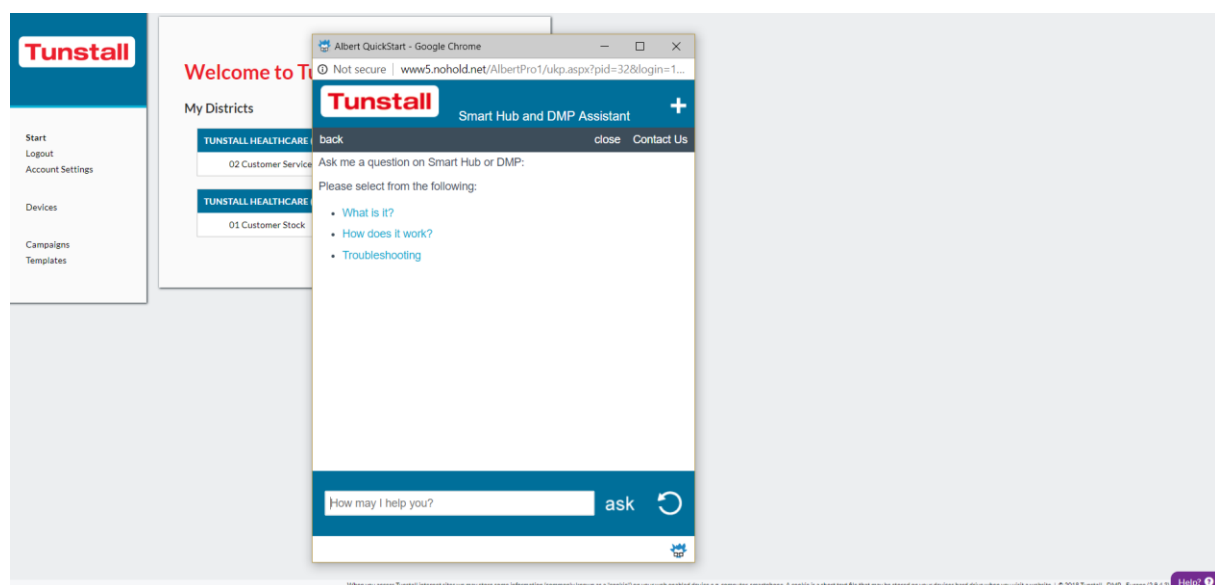 Tunstall
Start
Logout
Account Settings
Devices
Campaigns
Templates
Welcome to Tu
My Districts
TUNSTALL HEALTHCARE
02 Customer Service
TUNSTALL HEALTHCARE
01 Customer Stock
Albert QuickStart - Google Chrome
Not secure | www5.nohold.net/AlbertPro1/ukp.aspx?pid=32&login=1...
Tunstall
Smart Hub and DMP Assistant
back close Contact Us
Ask me a question on Smart Hub or DMP:
Please select from the following:
• What is it?
• How does it work?
• Troubleshooting
How may I help you?
ask
Help?